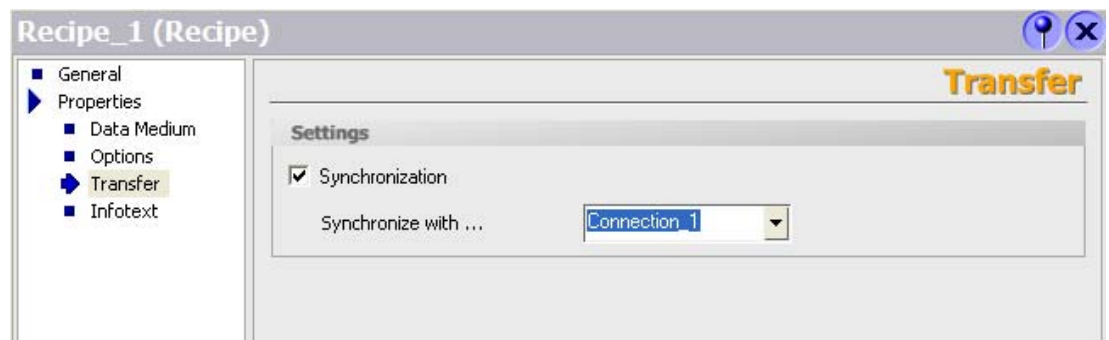 Recipe_1 (Recipe)
General
Properties
Data Medium
Options
Transfer
Infotext
Transfer
Settings
Synchronization
Synchronize with ...
Connection_1